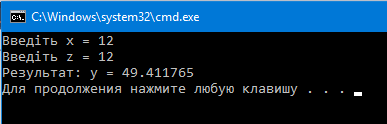 C:\Windows\system32\cmd.exe
Введіть x = 12
Введіть z = 12
Результат: y = 49.411765
Для продолжения нажмите любую клавишу . . .